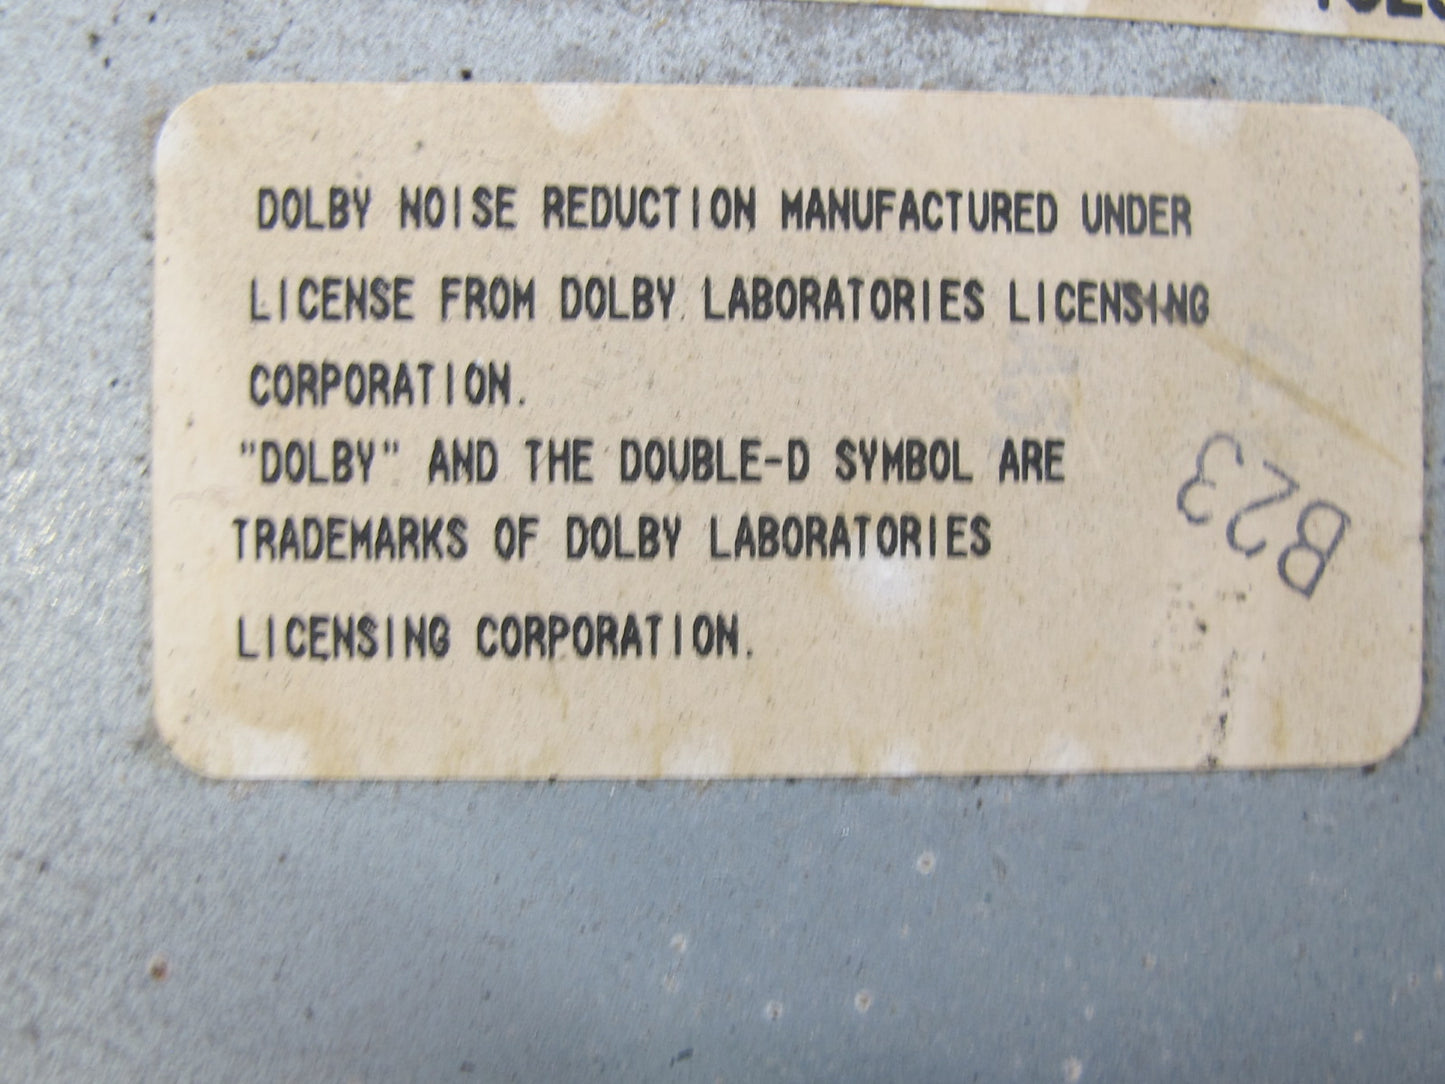 DOLBY NOISE REDUCTION MANUFACTURED UNDER
LICENSE FROM DOLBY LABORATORIES LICENSING
CORPORATION.
"DOLBY" AND THE DOUBLE-D SYMBOL ARE
TRADEMARKS OF DOLBY LABORATORIES
LICENSING CORPORATION.
B23